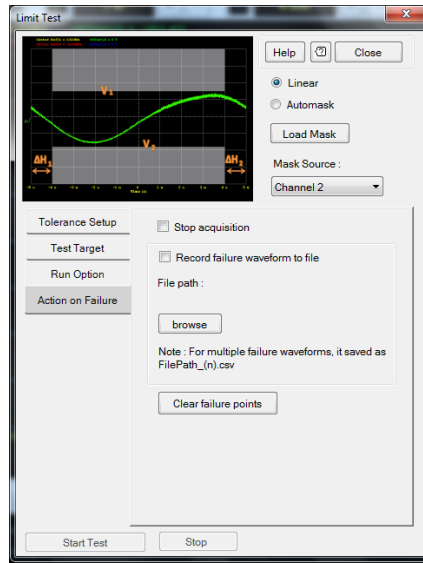 Limit Test
V1
V2
ΔH1
ΔH2
Help
Close
Linear
Automask
Load Mask
Mask Source :
Channel 2
Tolerance Setup
Test Target
Run Option
Action on Failure
Stop acquisition
Record failure waveform to file
File path :
browse
Note : For multiple failure waveforms, it saved as
FilePath_(n).csv
Clear failure points
Start Test
Stop